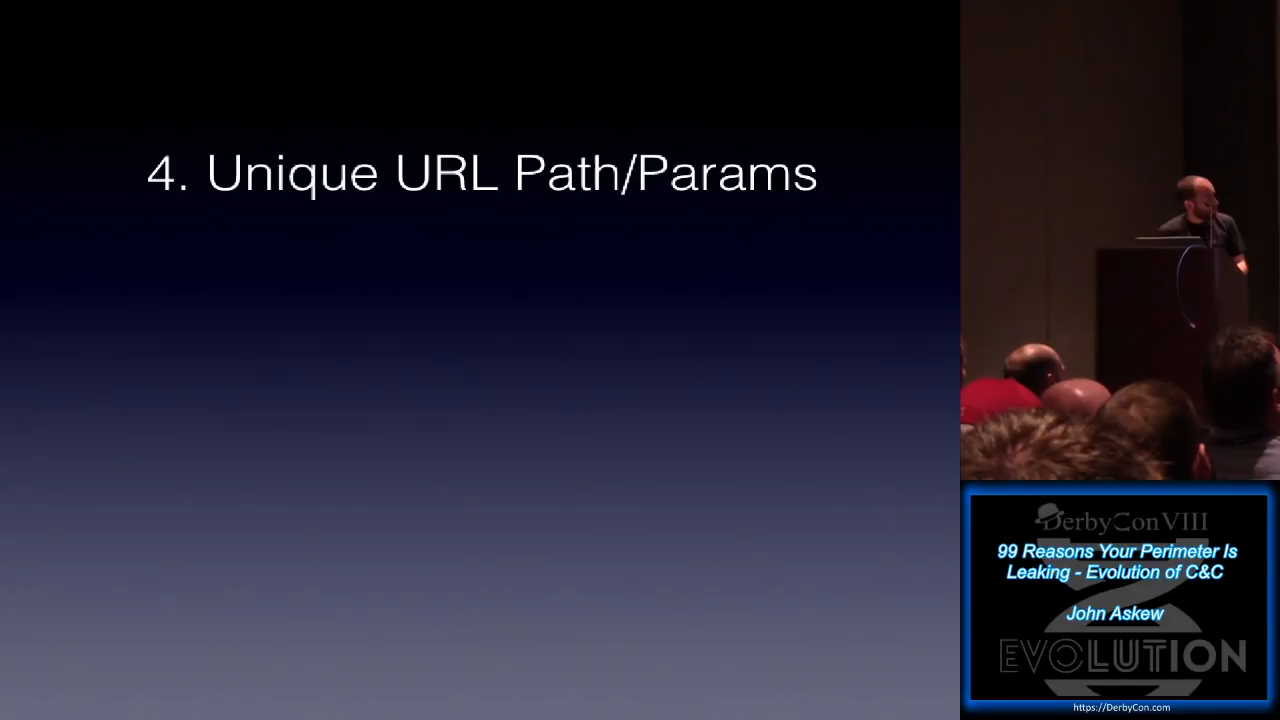 4. Unique URL Path/Params
DerbyCon VIII
99 Reasons Your Perimeter Is
Leaking - Evolution of C&C
John Askew
EVOLUTION
https://DerbyCon.com